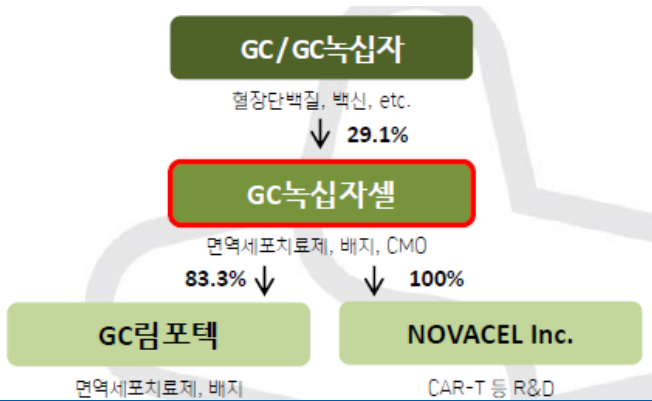 GC/GC녹십자
혈장단백질, 백신, etc.
29.1%
GC녹십자셀
면역세포치료제, 배지, CMO
83.3% 100%
GC림포텍 NOVACEL Inc.
면역세포치료제, 배지 CAR-T 등 R&D